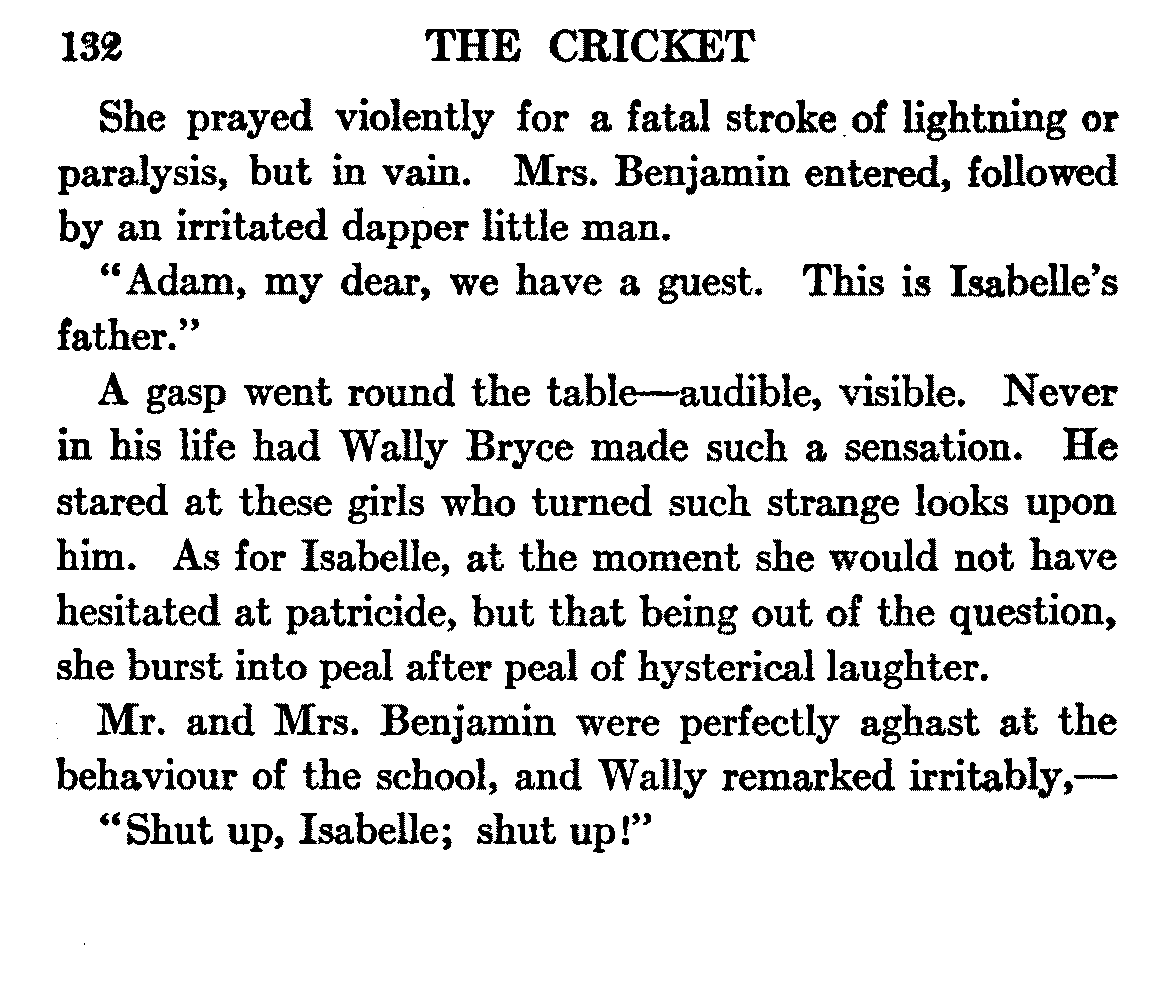 132 THE CRICKET
She prayed violently for a fatal stroke of lightning or
paralysis, but in vain. Mrs. Benjamin entered, followed
by an irritated dapper little man.
“Adam, my dear, we have a guest. This is Isabelle’s
father.”
A gasp went round the table—audible, visible. Never
in his life had Wally Bryce made such a sensation. He
stared at these girls who turned such strange looks upon
him. As for Isabelle, at the moment she would not have
hesitated at patricide, but that being out of the question,
she burst into peal after peal of hysterical laughter.
Mr. and Mrs. Benjamin were perfectly aghast at the
behaviour of the school, and Wally remarked irritably,—
“Shut up, Isabelle; shut up!”